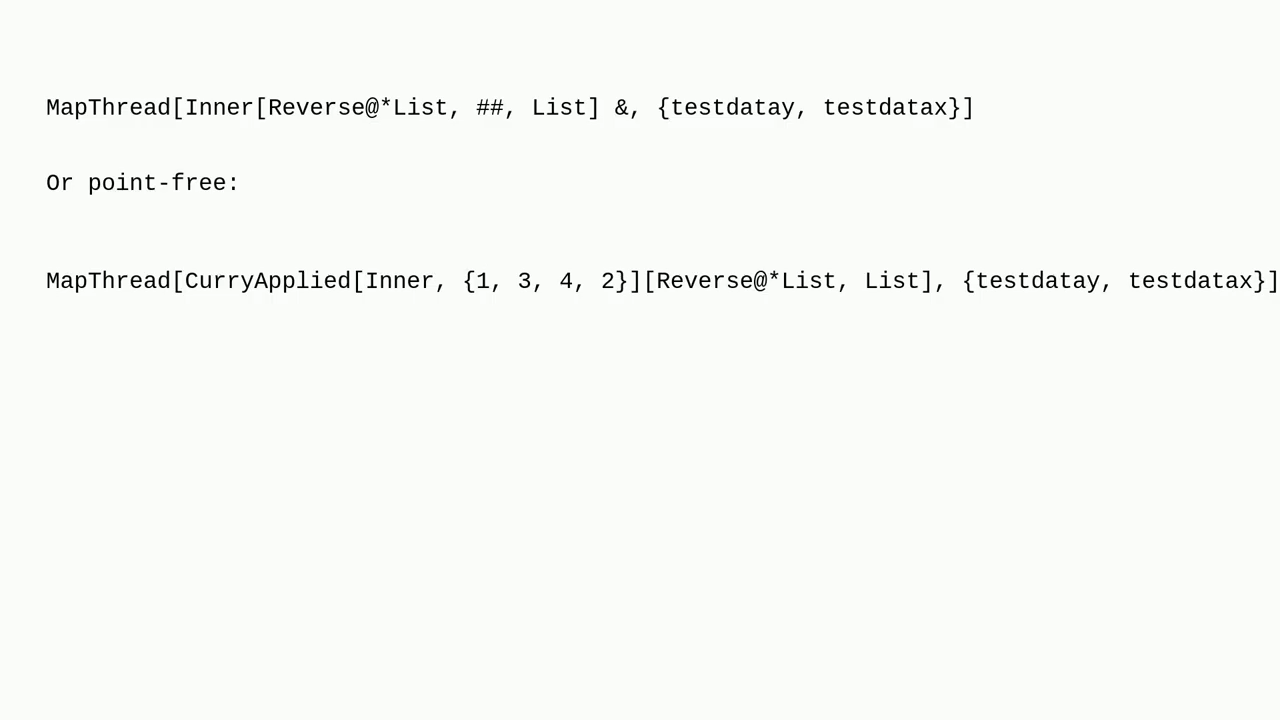 MapThread[Inner[Reverse@*List, ##, List] &, {testdatay, testdatax}]
Or point-free:
MapThread[CurryApplied[Inner, {1, 3, 4, 2}][Reverse@*List, List], {testdatay, testdatax}]